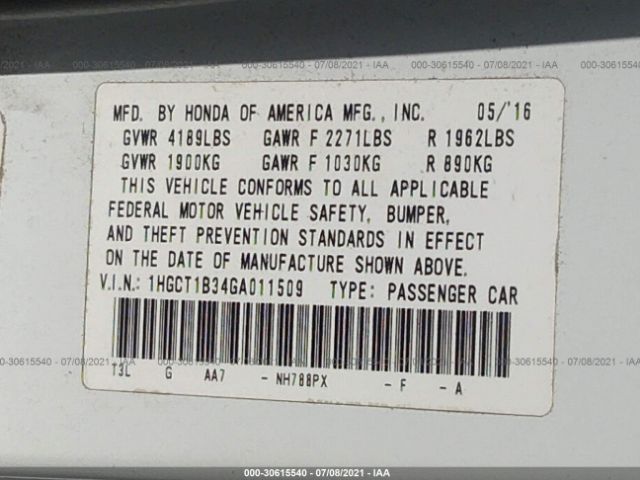 000-30615540 - 07/08/2021 - IAA
MFD. BY HONDA OF AMERICA MFG., INC. 05/'16
GVWR 4189LBS GAWR F 2271LBS R 1962LBS
GVWR 1900KG GAWR F 1030KG R 890KG
THIS VEHICLE CONFORMS TO ALL APPLICABLE
FEDERAL MOTOR VEHICLE SAFETY, BUMPER,
AND THEFT PREVENTION STANDARDS IN EFFECT
ON THE DATE OF MANUFACTURE SHOWN ABOVE.
V.I.N.: 1HGCT1B34GA011509 TYPE: PASSENGER CAR
T3L G AA7 - NH788PX - F - A
000-30615540 - 07/08/2021 - IAA